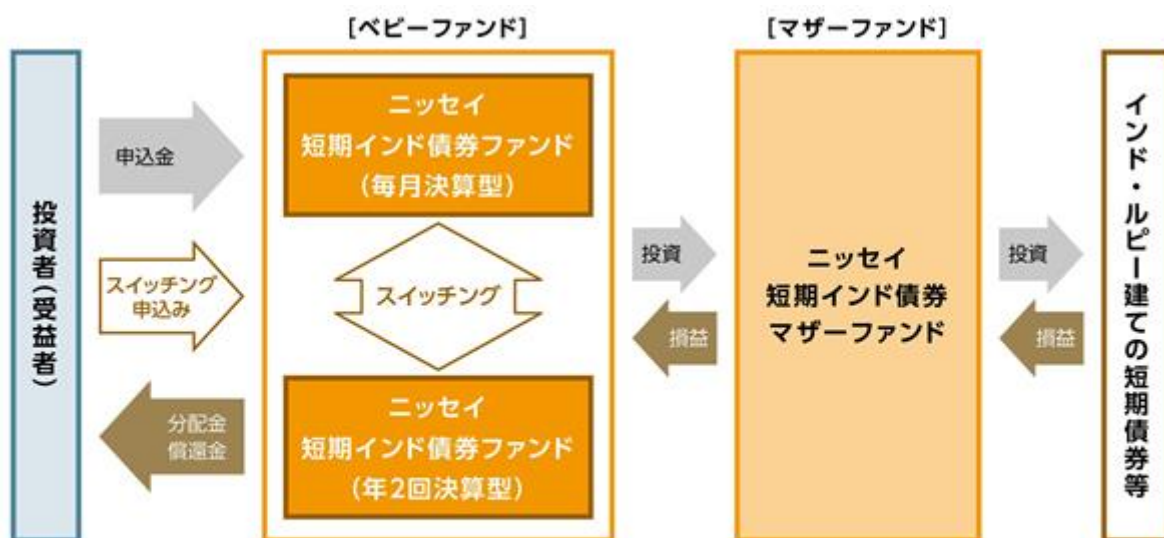 [ベビーファンド]
[マザーファンド]
投資者(受益者)
申込金
スイッチング
申込み
分配金
償還金
ニッセイ
短期インド債券ファンド
(毎月決算型)
スイッチング
ニッセイ
短期インド債券ファンド
(年2回決算型)
投資
損益
ニッセイ
短期インド債券
マザーファンド
投資
損益
インド・ルピー建ての短期債券等